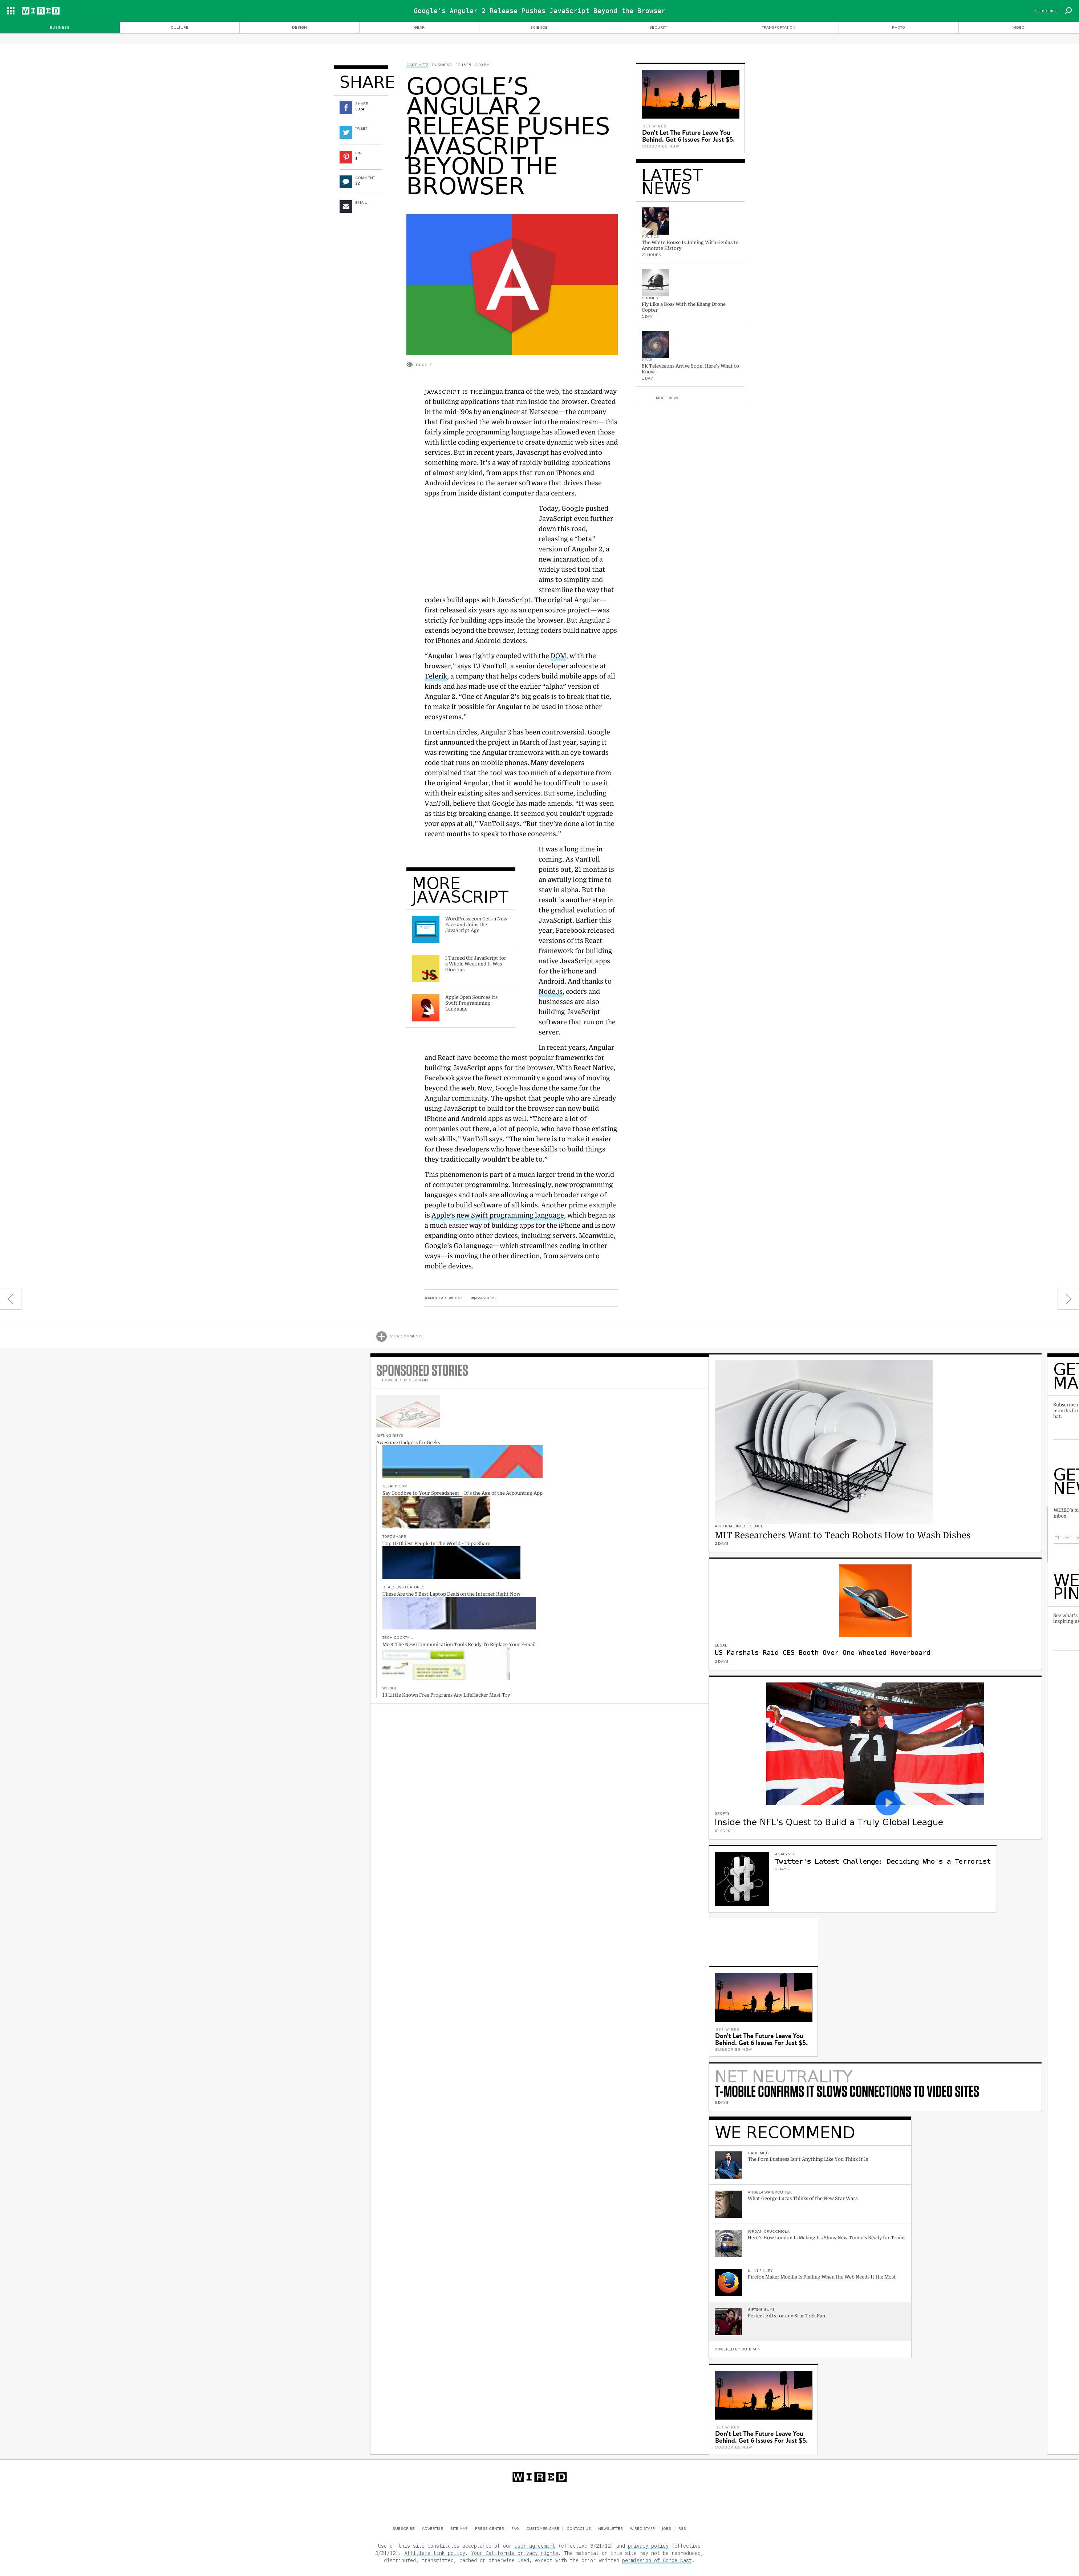 WIRED
Google's Angular 2 Release Pushes JavaScript Beyond the Browser
SUBSCRIBE
BUSINESS
CULTURE
DESIGN
GEAR
SCIENCE
SECURITY
TRANSPORTATION
PHOTO
VIDEO
SHARE
SHARE
TWEET
PIN
COMMENT
22
EMAIL
CADE METZ BUSINESS
GOOGLE’S
ANGULAR 2
RELEASE PUSHES
JAVASCRIPT
BEYOND THE
BROWSER
A
GOOGLE
JAVASCRIPT IS THE lingua franca of the web, the standard way
of building applications that run inside the browser. Created
in the mid-’90s by an engineer at Netscape—the company
that first pushed the web browser into the mainstream—this
fairly simple programming language has allowed even those
with little coding experience to create dynamic web sites and
services. But in recent years, Javascript has evolved into
something more. It’s a way of rapidly building applications
of almost any kind, from apps that run on iPhones and
Android devices to the server software that drives these
apps from inside distant computer data centers.
Today, Google pushed
JavaScript even further
down this road,
releasing a “beta”
version of Angular 2, a
new incarnation of a
widely used tool that
aims to simplify and
streamline the way that
coders build apps with JavaScript. The original Angular—
first released six years ago as an open source project—was
strictly for building apps inside the browser. But Angular 2
extends beyond the browser, letting coders build native apps
for iPhones and Android devices.
“Angular 1 was tightly coupled with the DOM, with the
browser,” says TJ VanToll, a senior developer advocate at
Telerik, a company that helps coders build mobile apps of all
kinds and has made use of the earlier “alpha” version of
Angular 2. “One of Angular 2’s big goals is to break that tie,
to make it possible for Angular to be used in those other
ecosystems.”
In certain circles, Angular 2 has been controversial. Google
first announced the project in March of last year, saying it
was rewriting the Angular framework with an eye towards
code that runs on mobile phones. Many developers
complained that the tool was too much of a departure from
the original Angular, that it would be too difficult to use it
with their existing sites and services. But some, including
VanToll, believe that Google has made amends. “It was seen
as this big breaking change. It seemed you couldn’t upgrade
your apps at all,” VanToll says. “But they’ve done a lot in the
recent months to speak to those concerns.”
MORE
JAVASCRIPT
WordPress.com Gets a New
Face and Joins the
JavaScript Age
JS
I Turned Off JavaScript for
a Whole Week and It Was
Glorious
Apple Open Sources Its
Swift Programming
Language
It was a long time in
coming. As VanToll
points out, 21 months is
an awfully long time to
stay in alpha. But the
result is another step in
the gradual evolution of
JavaScript. Earlier this
year, Facebook released
versions of its React
framework for building
native JavaScript apps
for the iPhone and
Android. And thanks to
Node.js, coders and
businesses are also
building JavaScript
software that run on the
server.
In recent years, Angular
and React have become the most popular frameworks for
building JavaScript apps for the browser. With React Native,
Facebook gave the React community a good way of moving
beyond the web. Now, Google has done the same for the
Angular community. The upshot that people who are already
using JavaScript to build for the browser can now build
iPhone and Android apps as well. “There are a lot of
companies out there, a lot of people, who have those existing
web skills,” VanToll says. “The aim here is to make it easier
for these developers who have these skills to build things
they traditionally wouldn’t be able to.”
This phenomenon is part of a much larger trend in the world
of computer programming. Increasingly, new programming
languages and tools are allowing a much broader range of
people to build software of all kinds. Another prime example
is Apple’s new Swift programming language, which began as
a much easier way of building apps for the iPhone and is now
expanding onto other devices, including servers. Meanwhile,
Google’s Go language—which streamlines coding in other
ways—is moving the other direction, from servers onto
mobile devices.
#ANGULAR #GOOGLE #JAVASCRIPT
VIEW COMMENTS
GET WIRED
Don’t Let The Future Leave You
Behind. Get 6 Issues For Just $5.
SUBSCRIBE NOW
LATEST
NEWS
The White House Is Joining With Genius to
Annotate History
21 HOURS
DRONES
Fly Like a Boss With the Ehang Drone
Copter
1 DAY
GEAR
8K Televisions Arrive Soon. Here’s What to
Know
1 DAY
MORE NEWS
SPONSORED STORIES
POWERED BY OUTBRAIN
GIFTING GUYS
Awesome Gadgets for Geeks
GETAPP.COM
Say Goodbye to Your Spreadsheet – It’s the Age of the Accounting App
TOPZ SHARE
Top 10 Oldest People In The World - Topz Share
DEALNEWS FEATURES
These Are the 5 Best Laptop Deals on the Internet Right Now
TECH COCKTAIL
Meet The New Communication Tools Ready To Replace Your E-mail
WEBOT
13 Little Known Free Programs Any LifeHacker Must Try
ARTIFICIAL INTELLIGENCE
MIT Researchers Want to Teach Robots How to Wash Dishes
2 DAYS
LEGAL
US Marshals Raid CES Booth Over One-Wheeled Hoverboard
2 DAYS
71
SPORTS
Inside the NFL's Quest to Build a Truly Global League
ANALYSIS
Twitter's Latest Challenge: Deciding Who's a Terrorist
2 DAYS
GET WIRED
Don’t Let The Future Leave You
Behind. Get 6 Issues For Just $5.
SUBSCRIBE NOW
NET NEUTRALITY
T-MOBILE CONFIRMS IT SLOWS CONNECTIONS TO VIDEO SITES
3 DAYS
WE RECOMMEND
CADE METZ
The Porn Business Isn't Anything Like You Think It Is
ANGELA WATERCUTTER
What George Lucas Thinks of the New Star Wars
JORDAN CRUCCHIOLA
Here's How London Is Making Its Shiny New Tunnels Ready for Trains
KLINT FINLEY
Firefox Maker Mozilla Is Flailing When the Web Needs It the Most
GIFTING GUYS
Perfect gifts for any Star Trek Fan
POWERED BY OUTBRAIN
GET WIRED
Don’t Let The Future Leave You
Behind. Get 6 Issues For Just $5.
SUBSCRIBE NOW
GE
MA
Subscribe
months for
hat.
GE
NE
WIRED's bi
inbox.
Enter y
WE
PIN
See what's
inspiring u
WIRED
SUBSCRIBE | ADVERTISE | SITE MAP | PRESS CENTER | FAQ | CUSTOMER CARE | CONTACT US | NEWSLETTER | WIRED STAFF | JOBS | RSS
Use of this site constitutes acceptance of our user agreement (effective 3/21/12) and privacy policy (effective
3/21/12). Affiliate link policy. Your California privacy rights. The material on this site may not be reproduced,
distributed, transmitted, cached or otherwise used, except with the prior written permission of Condé Nast.